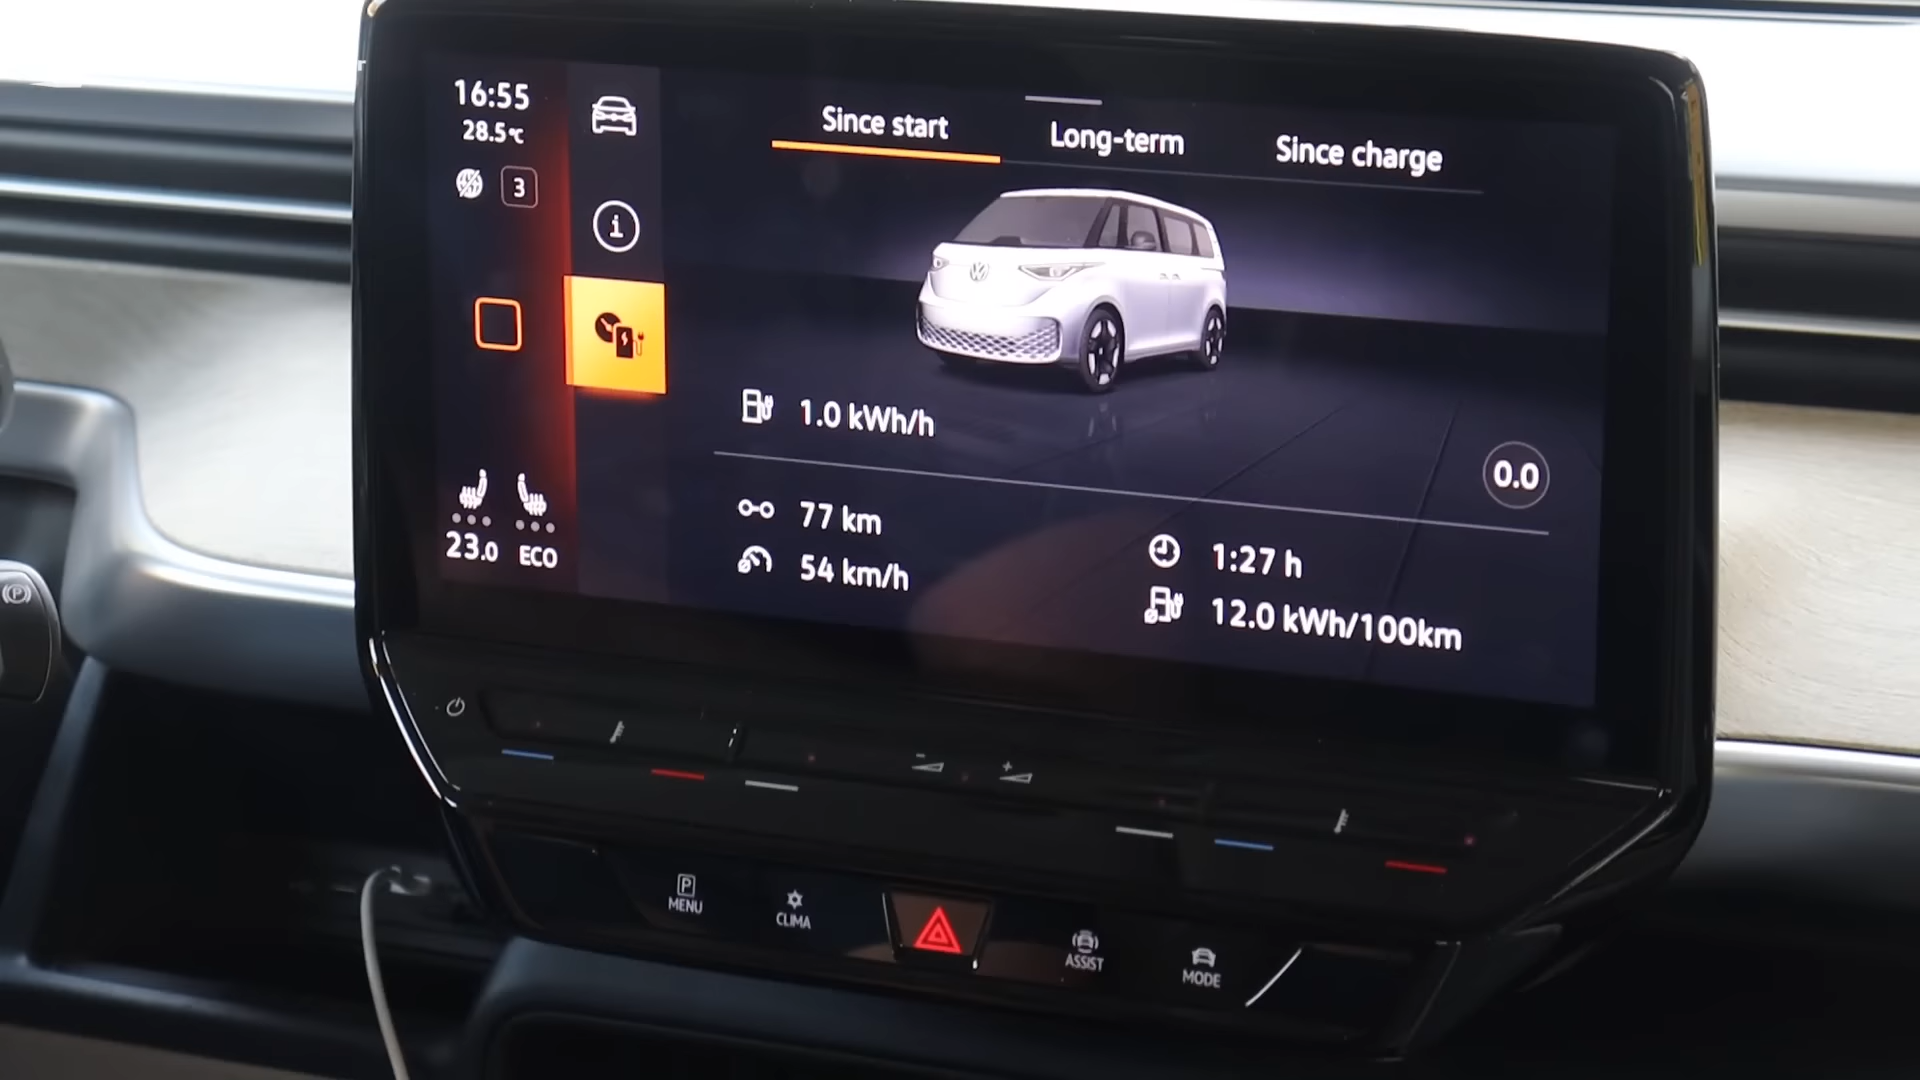 16:55
28.5°C
3
Since start
Long-term
Since charge
1.0 kWh/h
0.0
77 km
1:27 h
54 km/h
12.0 kWh/100km
23.0
ECO
P
MENU
CLIMA
ASSIST
MODE